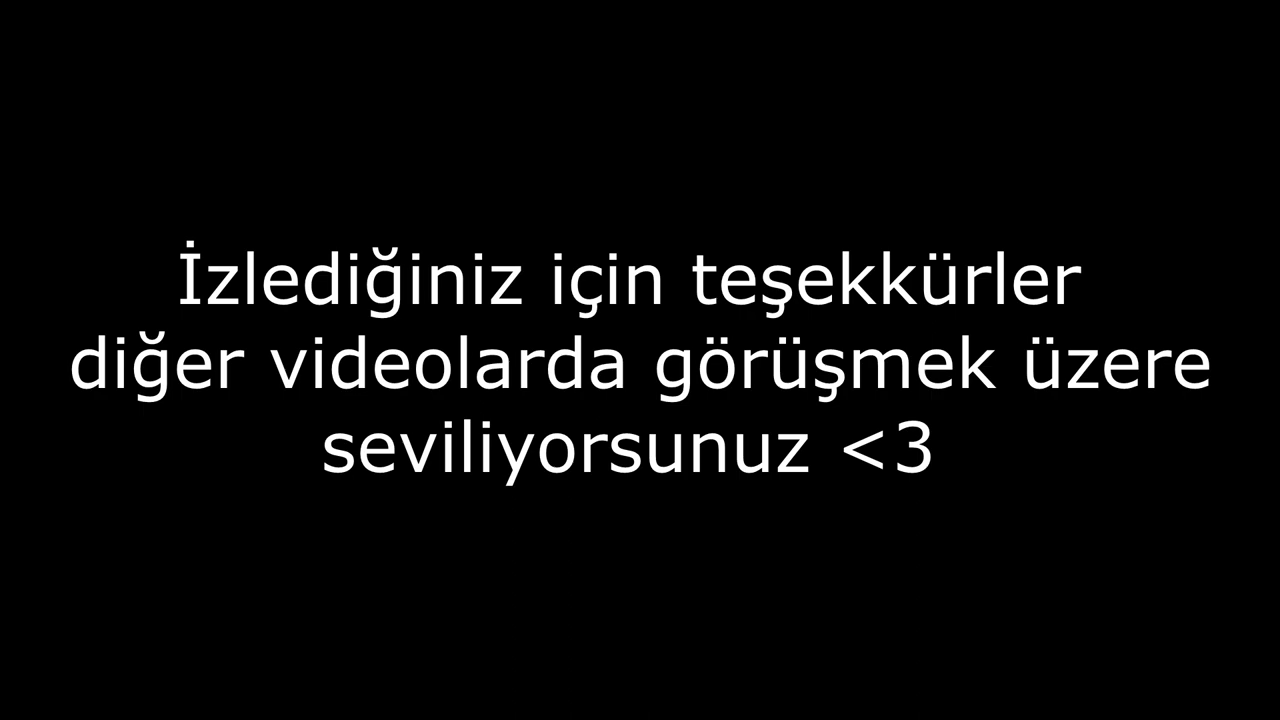 İzlediğiniz için teşekkürler
diğer videolarda görüşmek üzere
seviliyorsunuz <3